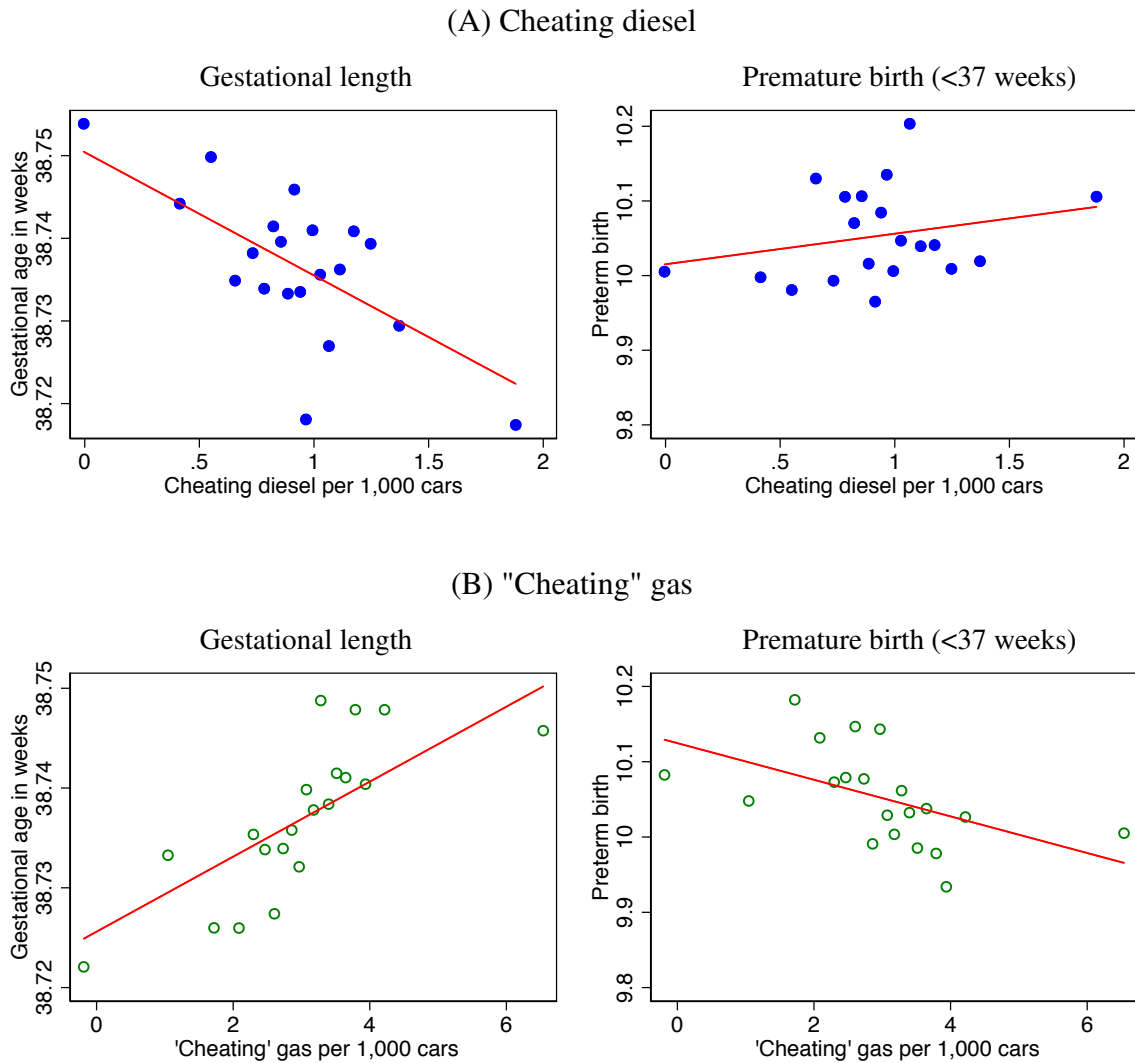 (A) Cheating diesel
Gestational length
Gestational age in weeks
38.75
38.74
38.73
38.72
0 .5 1 1.5 2
Cheating diesel per 1,000 cars
Premature birth (<37 weeks)
Preterm birth
10.2
10.1
10
9.9
9.8
0 .5 1 1.5 2
Cheating diesel per 1,000 cars
(B) "Cheating" gas
Gestational length
Gestational age in weeks
38.75
38.74
38.73
38.72
0 2 4 6
'Cheating' gas per 1,000 cars
Premature birth (<37 weeks)
Preterm birth
10.2
10.1
10
9.9
9.8
0 2 4 6
'Cheating' gas per 1,000 cars